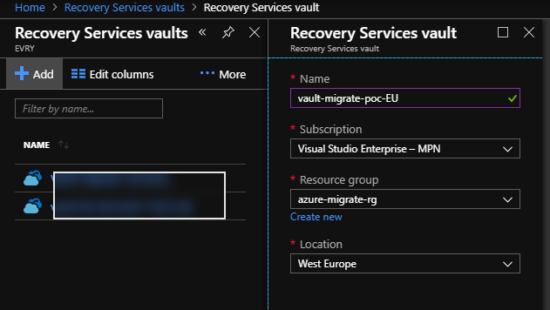 Home > Recovery Services vaults > Recovery Services vault
Recovery Services vaults
EVRY
Add
Edit columns
More
Filter by name...
NAME
Recovery Services vault
Recovery Services vault
* Name
vault-migrate-poc-EU
* Subscription
Visual Studio Enterprise – MPN
* Resource group
azure-migrate-rg
Create new
* Location
West Europe